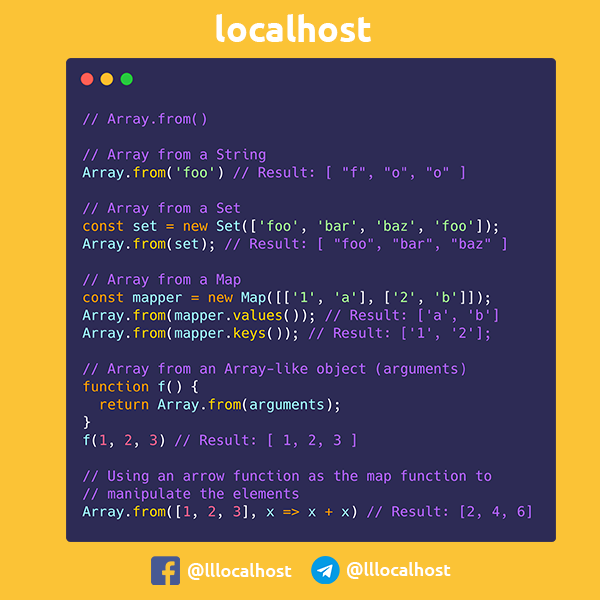 localhost
// Array.from()
// Array from a String
Array.from('foo') // Result: [ "f", "o", "o" ]
// Array from a Set
const set = new Set(['foo', 'bar', 'baz', 'foo']);
Array.from(set); // Result: [ "foo", "bar", "baz" ]
// Array from a Map
const mapper = new Map([['1', 'a'], ['2', 'b']]);
Array.from(mapper.values()); // Result: ['a', 'b']
Array.from(mapper.keys()); // Result: ['1', '2'];
// Array from an Array-like object (arguments)
function f() {
  return Array.from(arguments);
}
f(1, 2, 3) // Result: [ 1, 2, 3 ]
// Using an arrow function as the map function to
// manipulate the elements
Array.from([1, 2, 3], x => x + x) // Result: [2, 4, 6]
@lllocalhost @lllocalhost